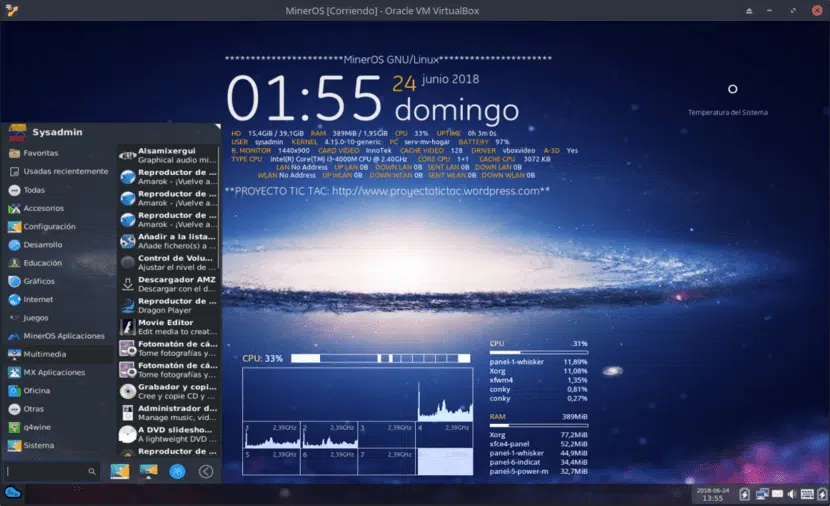 MinerOS [Corriendo] - Oracle VM VirtualBox
***********************MinerOS GNU/Linux**********************
01:55 24 junio 2018
domingo
HD 15,4GiB / 39,1GiB RAM 389MiB / 1,95GiB CPU 33% UPTIME 0h 3m 0s
USER sysadmin KERNEL 4.15.0-10-generic PC serv-mv-hogar BATTERY 97%
R. MONITOR 1440x900 CARD VIDEO InnoTek CACHE VIDEO 128 DRIVER vboxvideo A-3D Yes
TYPE CPU Intel(R) Core(TM) i3-4000M CPU @ 2.40GHz CORE CPU 1+1 CACHE CPU 3072 KB
LAN No Address UP LAN 0B DOWN LAN 0B SENT LAN 0B DOWN LAN 0B
WLAN No Address UP WLAN 0B DOWN WLAN 0B SENT WLAN 0B DOWN WLAN 0B
**PROYECTO TIC TAC: http://www.proyectotictac.wordpress.com**
Temperatura del Sistema
Sysadmin
Favoritas
Usadas recientemente
Todas
Accesorios
Configuración
Desarrollo
Educación
Gráficos
Internet
Juegos
MinerOS Aplicaciones
Multimedia
MX Aplicaciones
Oficina
Otras
q4wine
Sistema
Alsamixergui
Graphical audio mi...
Reproductor de ...
Amarok - ¡Vuelve a...
Reproductor de ...
Amarok - ¡Vuelve a...
Reproductor de ...
Amarok - ¡Vuelve a...
Añadir a la lista...
Añade fichero(s) a ...
Control de Volu...
Ajustar el nivel de ...
Descargador AMZ
Descargar con el d...
Reproductor de ...
Dragon Player
Movie Editor
Edit media to creat...
Fotomatón de cá...
Tome fotografías y...
Fotomatón de cá...
Tome fotografías y...
Grabador y copi...
Cree y copie CD y ...
Administrador d...
Manage music, vid...
A DVD slidesho...
A lightweight DVD ...
Reproductor de ...
CPU: 33%
1 2,39GHz 2 2,39GHz 3 2,39GHz 4 2,39GHz
5 2,39GHz 6 2,39GHz 7 2,39GHz 8 2,39GHz
CPU .31%
panel-1-whisker 11,89%
Xorg 11,08%
xfwm4 1,35%
conky 0,81%
conky 0,27%
RAM 389MiB
Xorg 77,2MiB
xfce4-panel 52,2MiB
panel-1-whisker 44,9MiB
panel-6-indicat 34,4MiB
panel-5-power-m 32,7MiB
2018-06-24
13:55